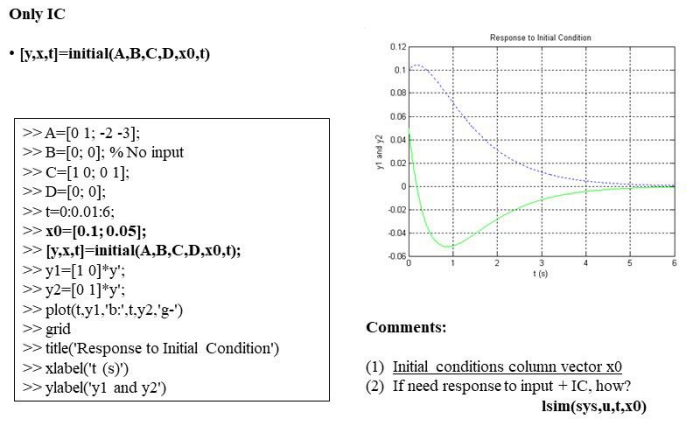 Only IC
• [y,x,t]=initial(A,B,C,D,x0,t)
>> A=[0 1; -2 -3];
>> B=[0; 0]; % No input
>> C=[1 0; 0 1];
>> D=[0; 0];
>> t=0:0.01:6;
>> x0=[0.1; 0.05];
>> [y,x,t]=initial(A,B,C,D,x0,t);
>> y1=[1 0]*y';
>> y2=[0 1]*y';
>> plot(t,y1,'b:',t,y2,'g-')
>> grid
>> title('Response to Initial Condition')
>> xlabel('t (s)')
>> ylabel('y1 and y2')
Response to Initial Condition
0.12
0.1
0.08
0.06
0.04
0.02
0
-0.02
-0.04
-0.06
y1 and y2
0 1 2 3 4 5 6
t (s)
Comments:
(1) Initial conditions column vector x0
(2) If need response to input + IC, how?
lsim(sys,u,t,x0)